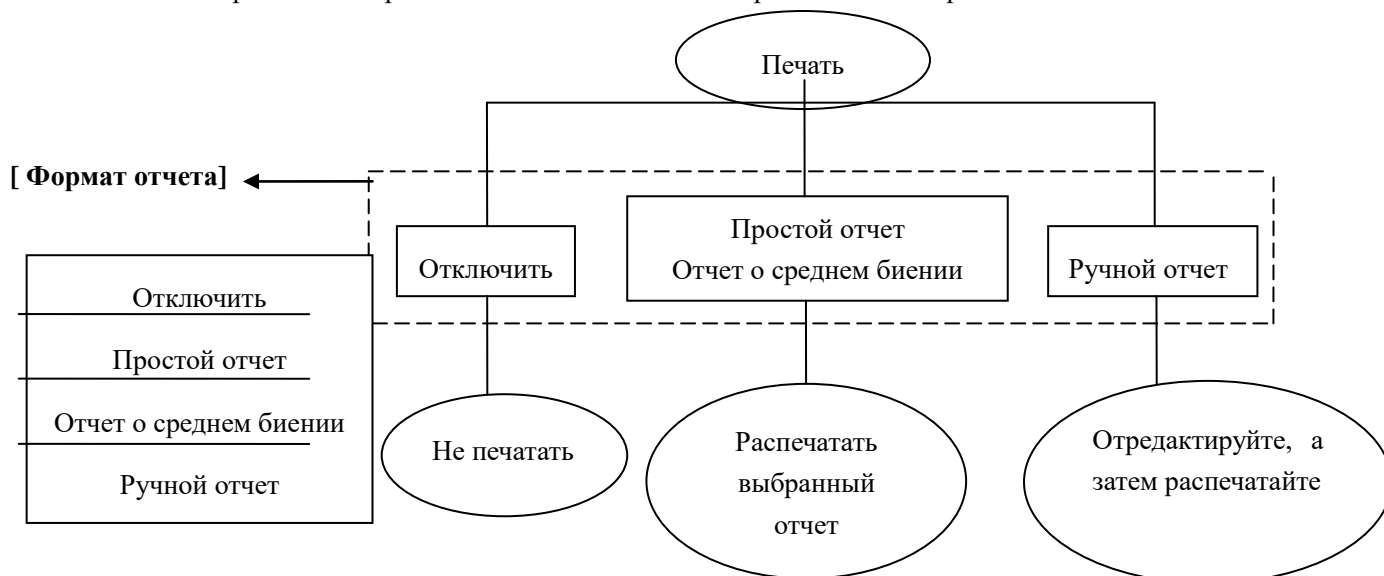 Печать
[ Формат отчета]
Отключить
Простой отчет
Отчет о среднем биении
Ручной отчет
Отключить
Простой отчет
Отчет о среднем биении
Ручной отчет
Не печатать
Распечатать
выбранный
отчет
Отредактируйте, а
затем распечатайте